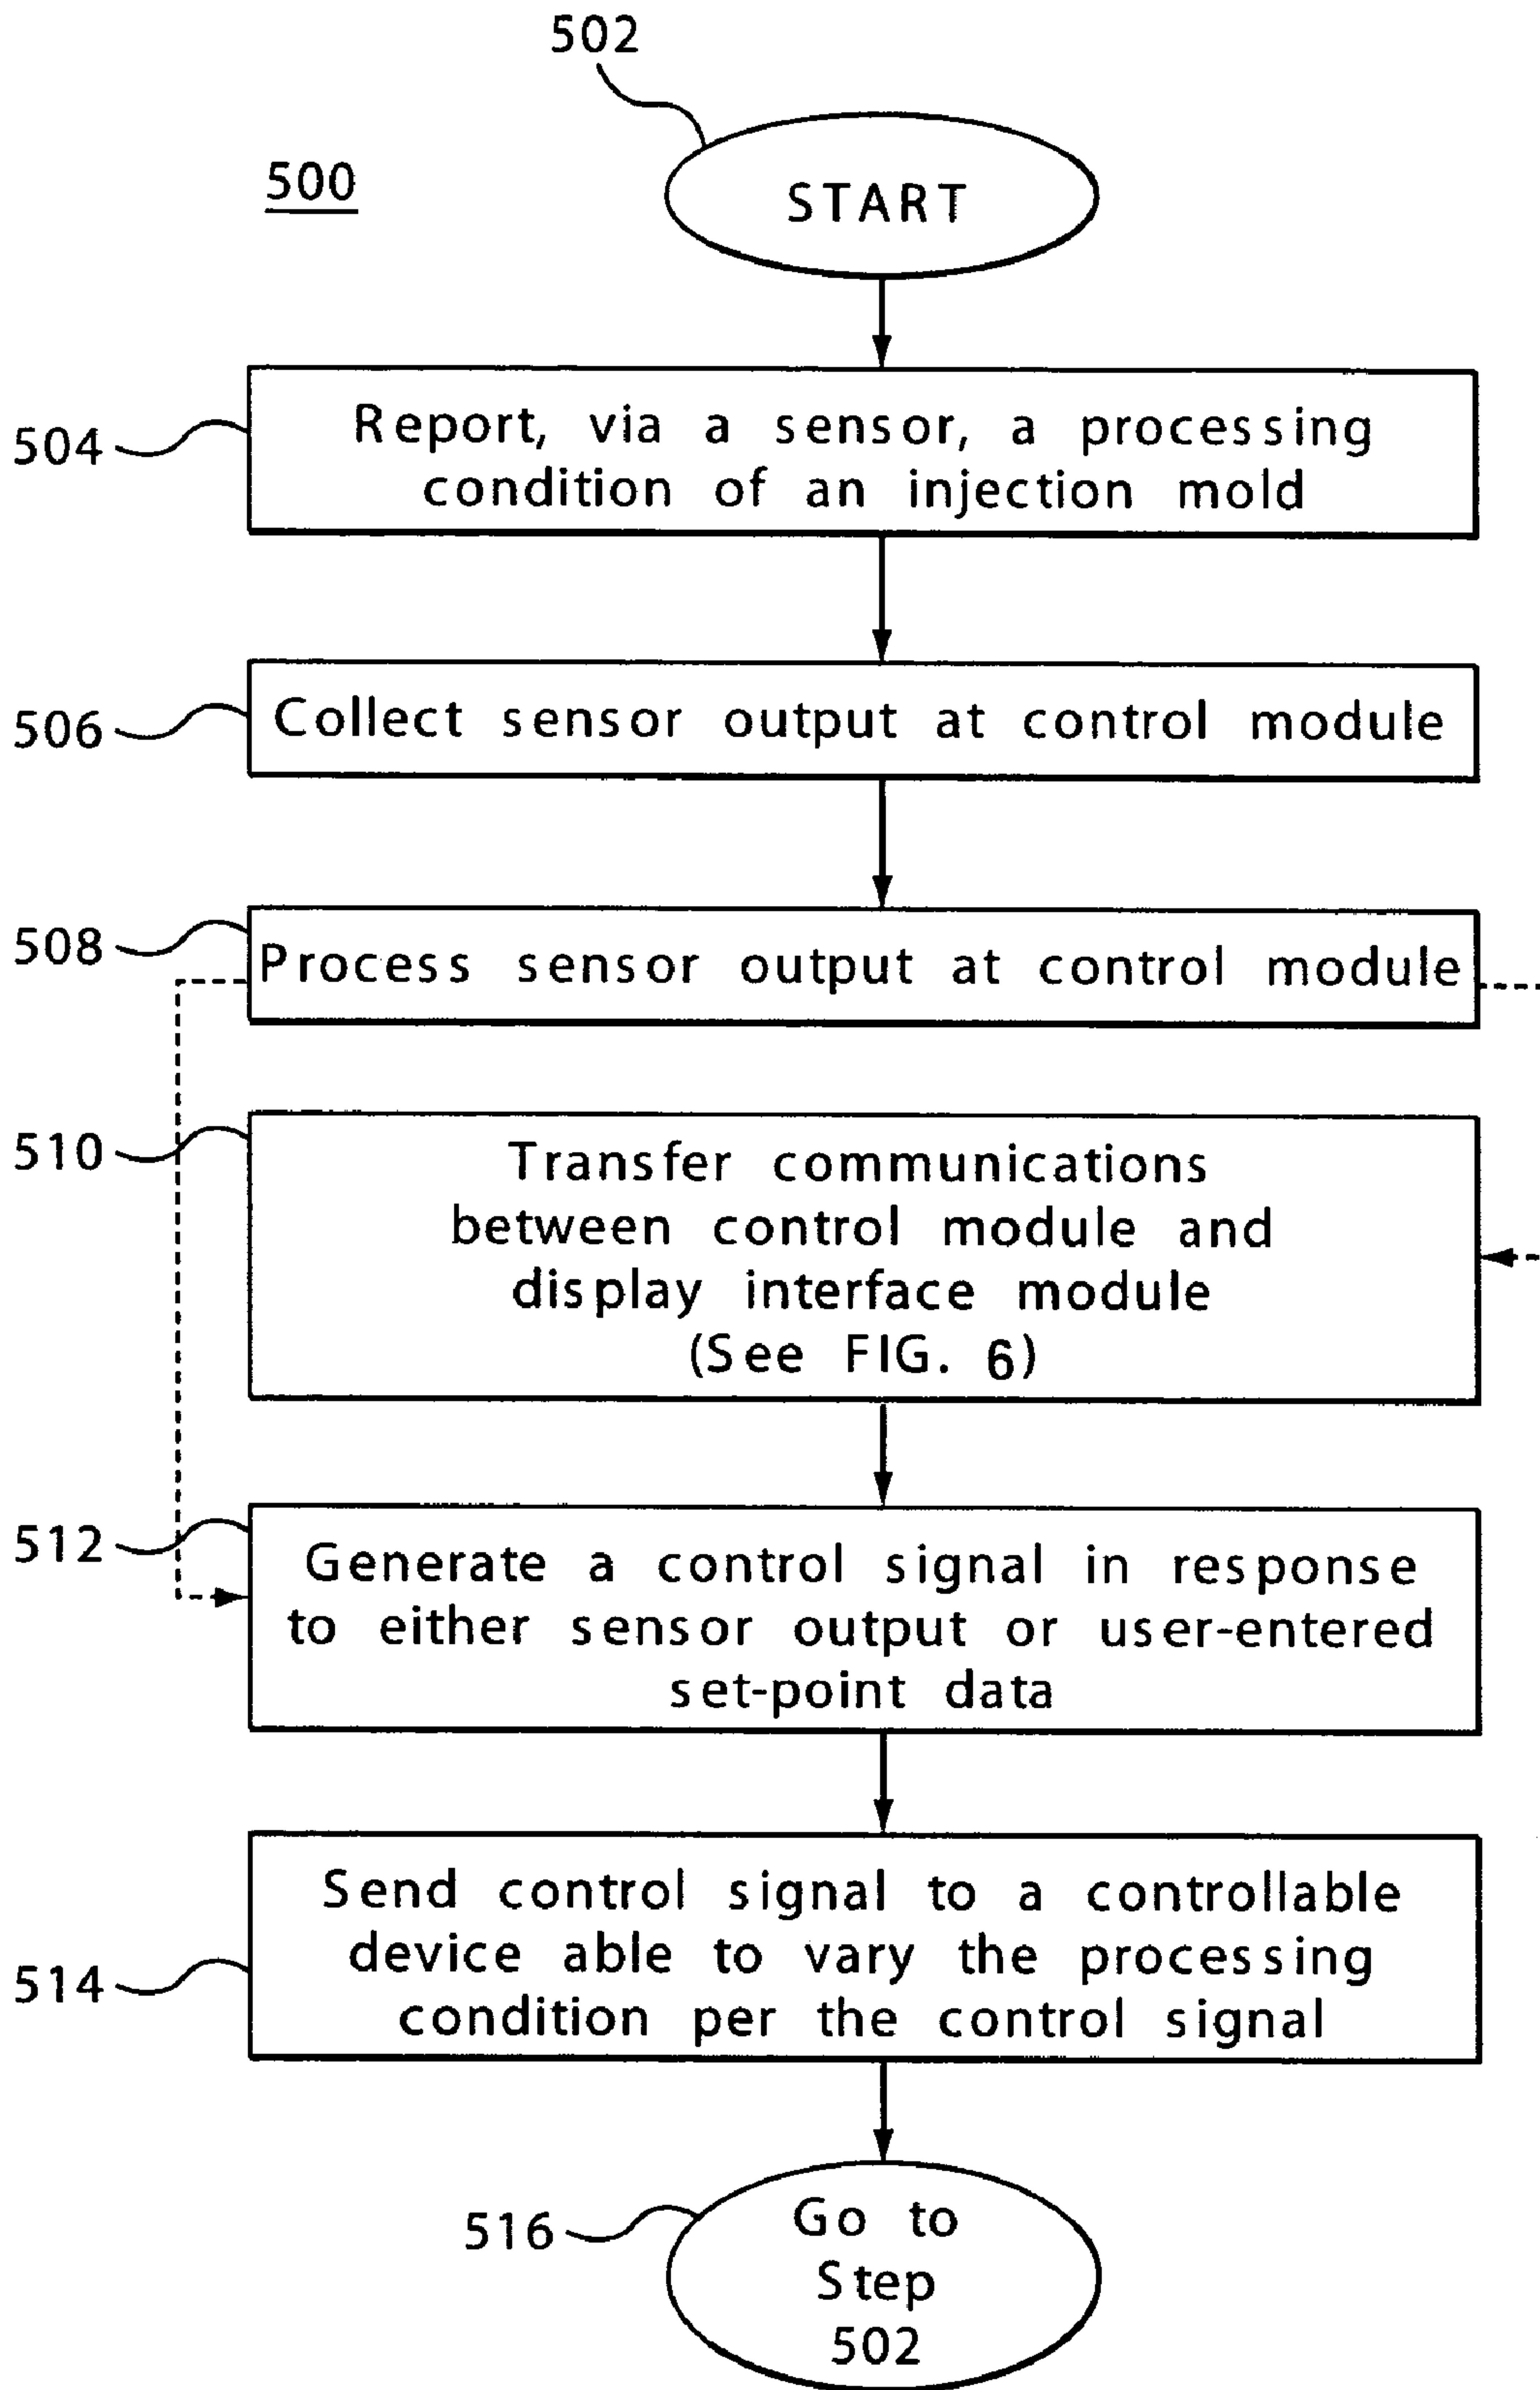 502
500
START
504
Report, via a sensor, a processing
condition of an injection mold
506
Collect sensor output at control module
508
Process sensor output at control module
510
Transfer communications
between control module and
display interface module
(See FIG. 6)
512
Generate a control signal in response
to either sensor output or user-entered
set-point data
514
Send control signal to a controllable
device able to vary the processing
condition per the control signal
516
Go to
Step
502